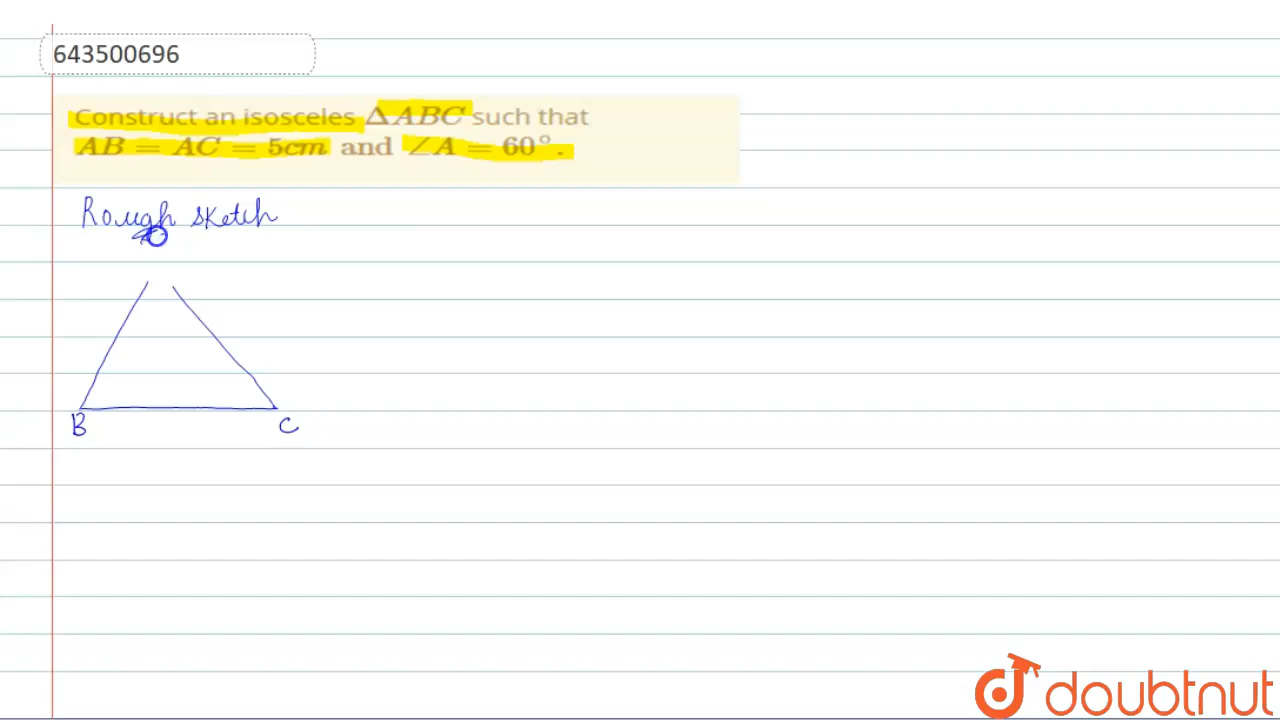 643500696
Construct an isosceles ΔABC such that
AB = AC = 5cm and ∠A = 60°.
Rough sketch
B
C
doubtnut